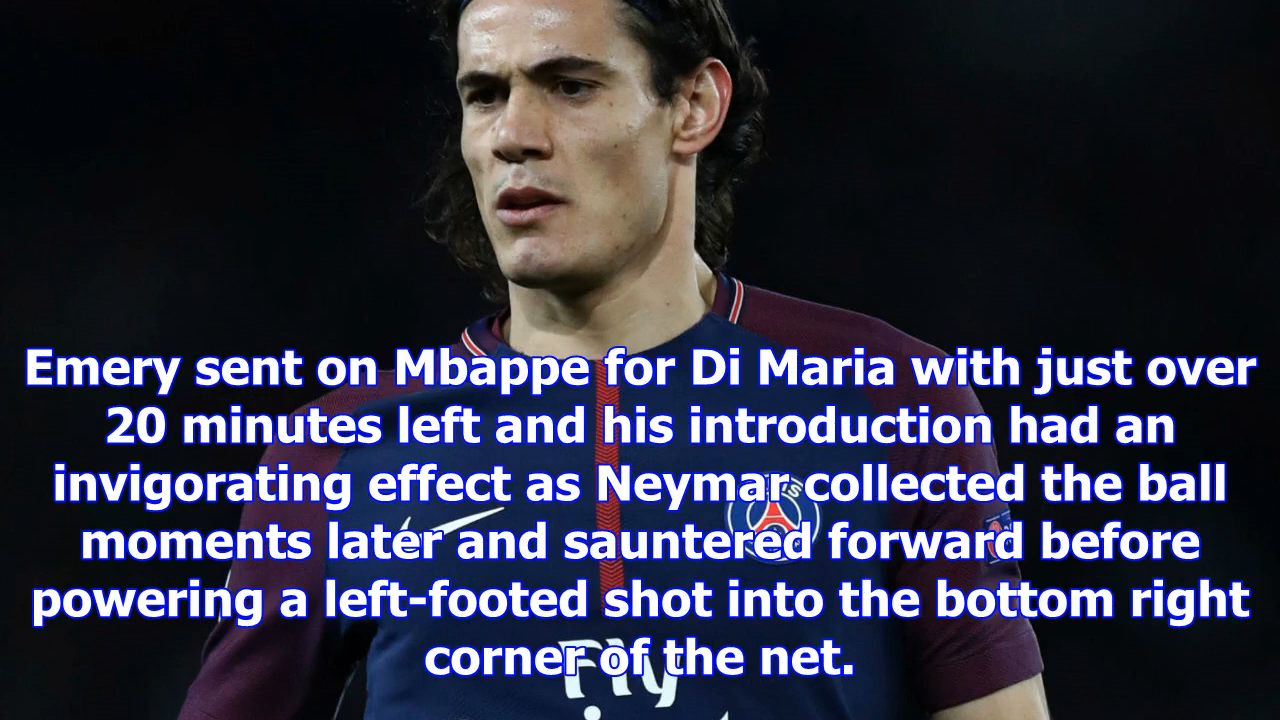 Emery sent on Mbappe for Di Maria with just over
20 minutes left and his introduction had an
invigorating effect as Neymar collected the ball
moments later and sauntered forward before
powering a left-footed shot into the bottom right
corner of the net.
Fly